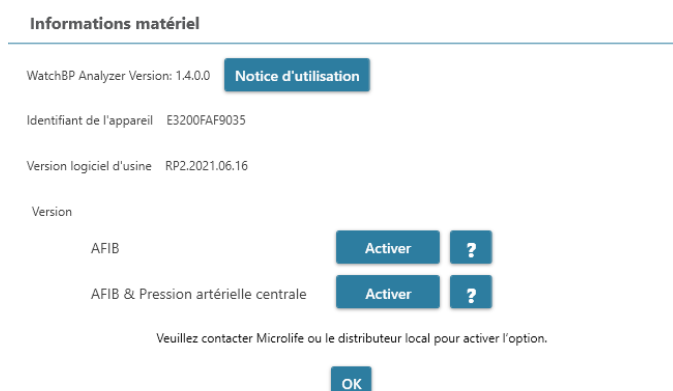 Informations matériel
WatchBP Analyzer Version: 1.4.0.0 Notice d'utilisation
Identifiant de l'appareil E3200FAF9035
Version logiciel d'usine RP2.2021.06.16
Version
AFIB Activer ?
AFIB & Pression artérielle centrale Activer ?
Veuillez contacter Microlife ou le distributeur local pour activer l'option.
OK